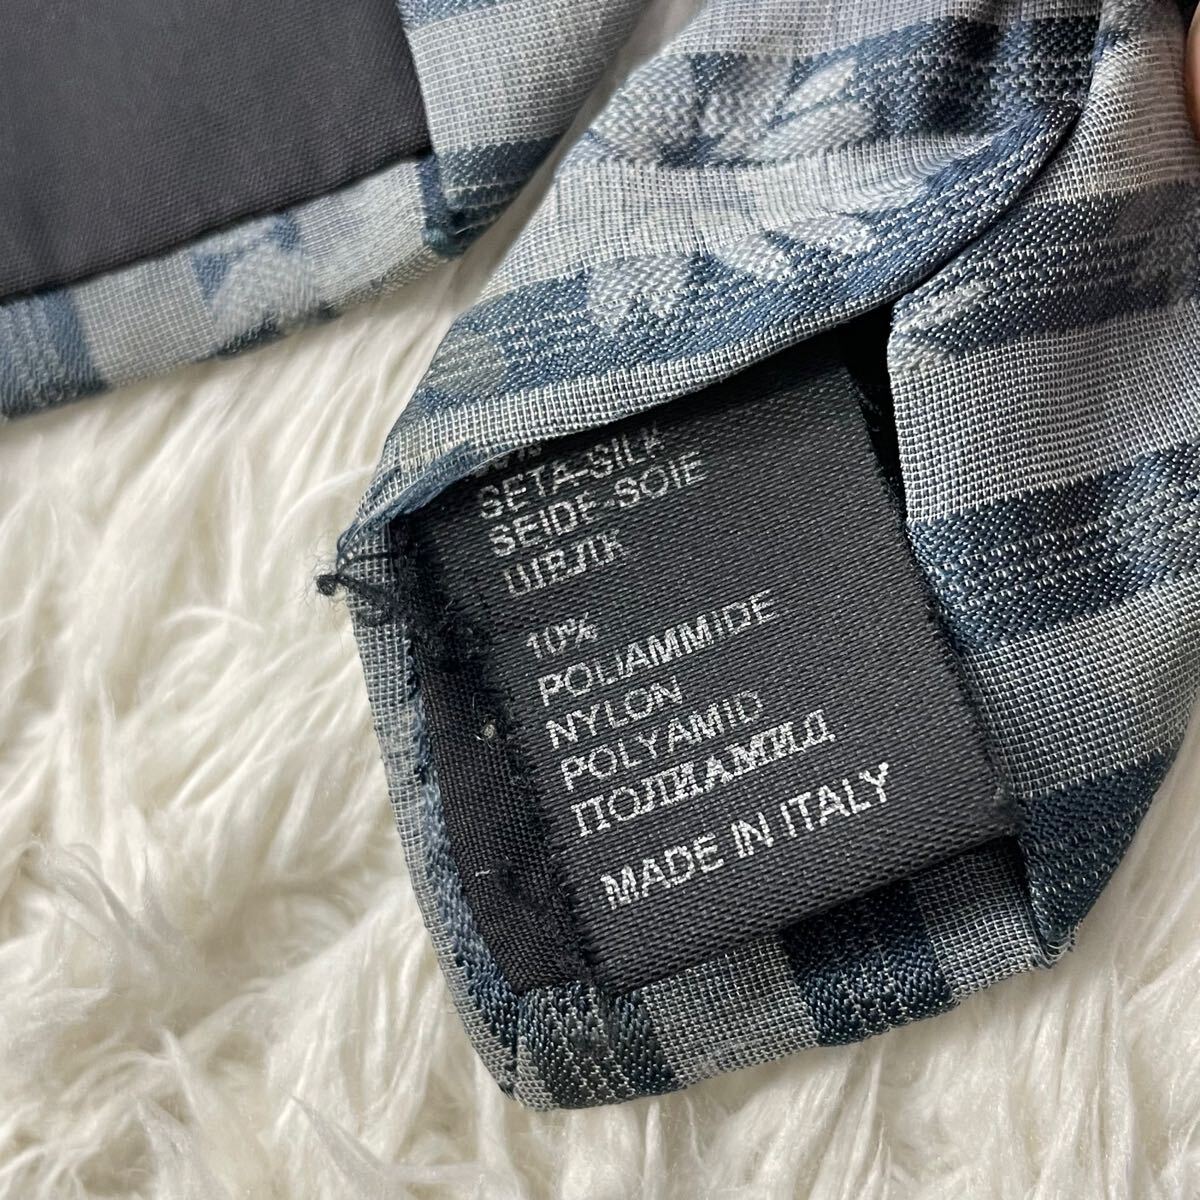 SETA-SILK
SEIDE-SOIE
ШЕЛК
10%
POLIAMMIDE
NYLON
POLYAMID
ПОЛИАМИД
MADE IN ITALY